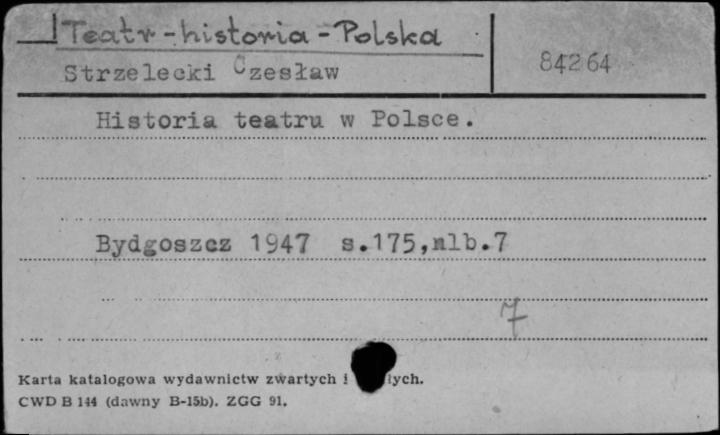 Teatr - historia - Polska
Strzelecki Czesław
84264
Historia teatru w Polsce.
Bydgoszcz 1947 s.175,nlb.7
7
Karta katalogowa wydawnictw zwartych i lych.
CWD B 144 (dawny B-15b). ZGG 91.